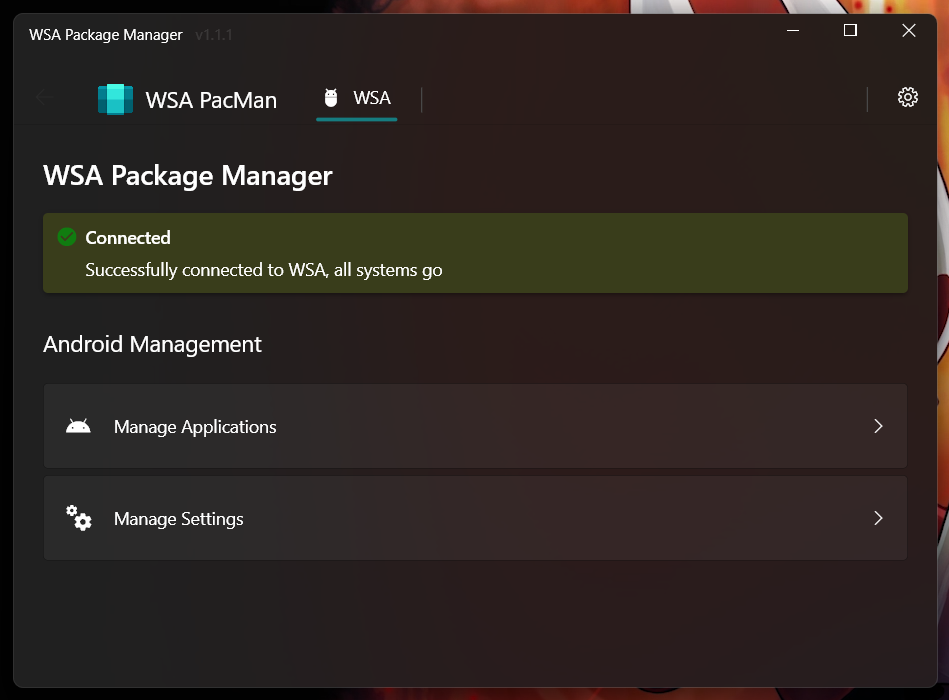 WSA Package Manager v1.1.1
WSA PacMan WSA
WSA Package Manager
Connected
Successfully connected to WSA, all systems go
Android Management
Manage Applications
Manage Settings